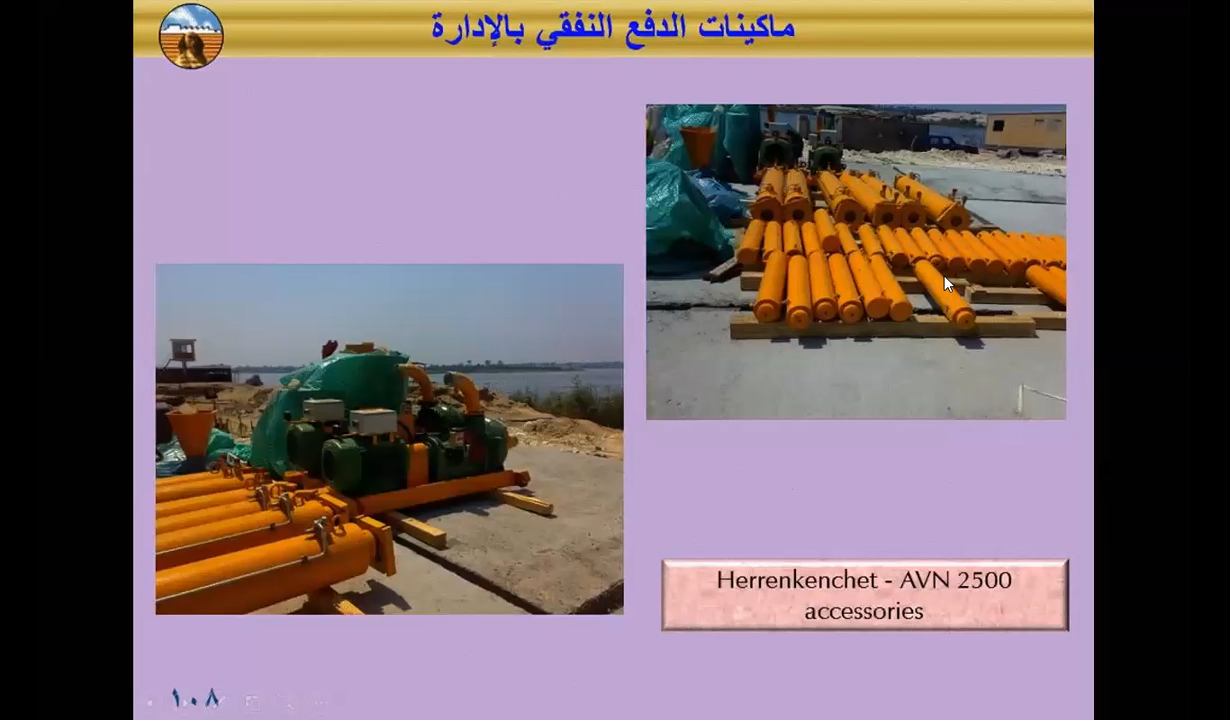 ماكينات الدفع النفقي بالإدارة
Herrenkenchet - AVN 2500
accessories
١٠٨